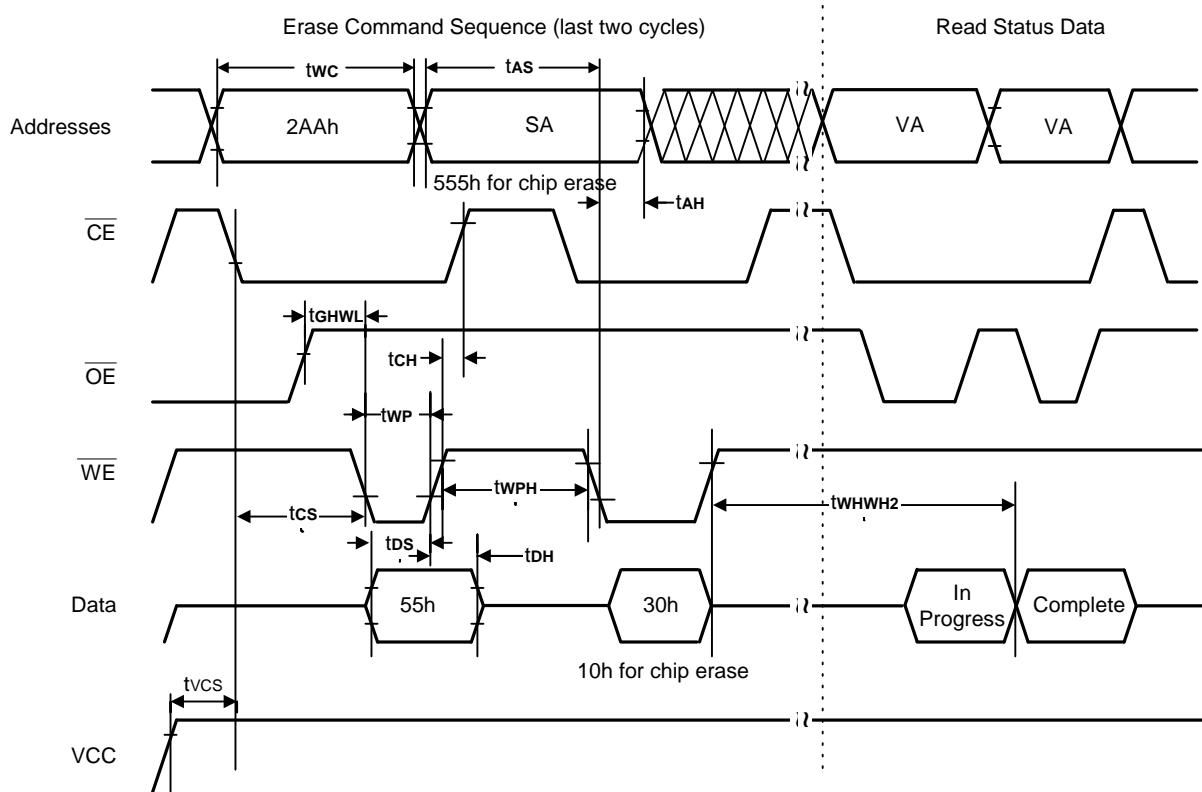 Erase Command Sequence (last two cycles)
Read Status Data
tWC
tAS
Addresses
2AAh
SA
VA
VA
555h for chip erase
tAH
CE
tGHWL
OE
tCH
tWP
WE
tWPH
tWHWH2
tCS
tDS
tDH
Data
55h
30h
In
Progress
Complete
10h for chip erase
tVCS
VCC